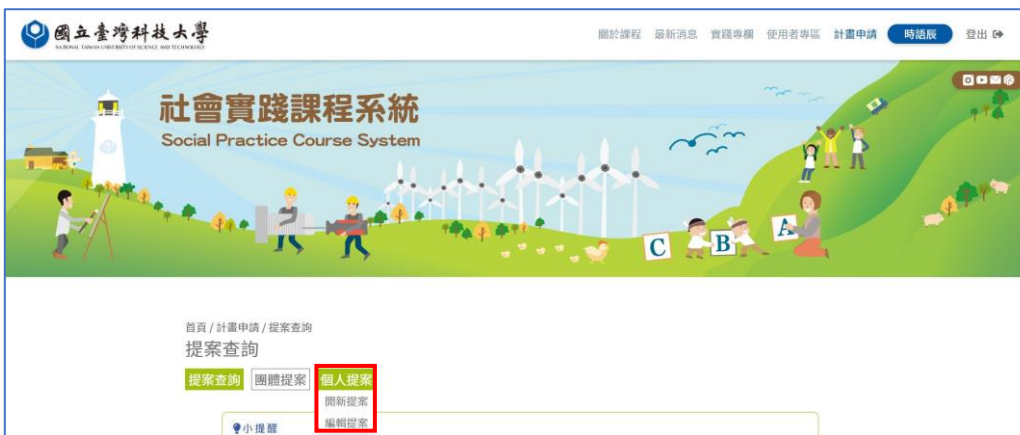 國立臺灣科技大學
NATIONAL TAIWAN UNIVERSITY OF SCIENCE AND TECHNOLOGY
關於課程 最新消息 實踐專欄 使用者專區 計畫申請 時語辰 登出
社會實踐課程系統
Social Practice Course System
C B A
首頁 / 計畫申請 / 提案查詢
提案查詢
提案查詢 團體提案 個人提案
開新提案
編輯提案
小提醒